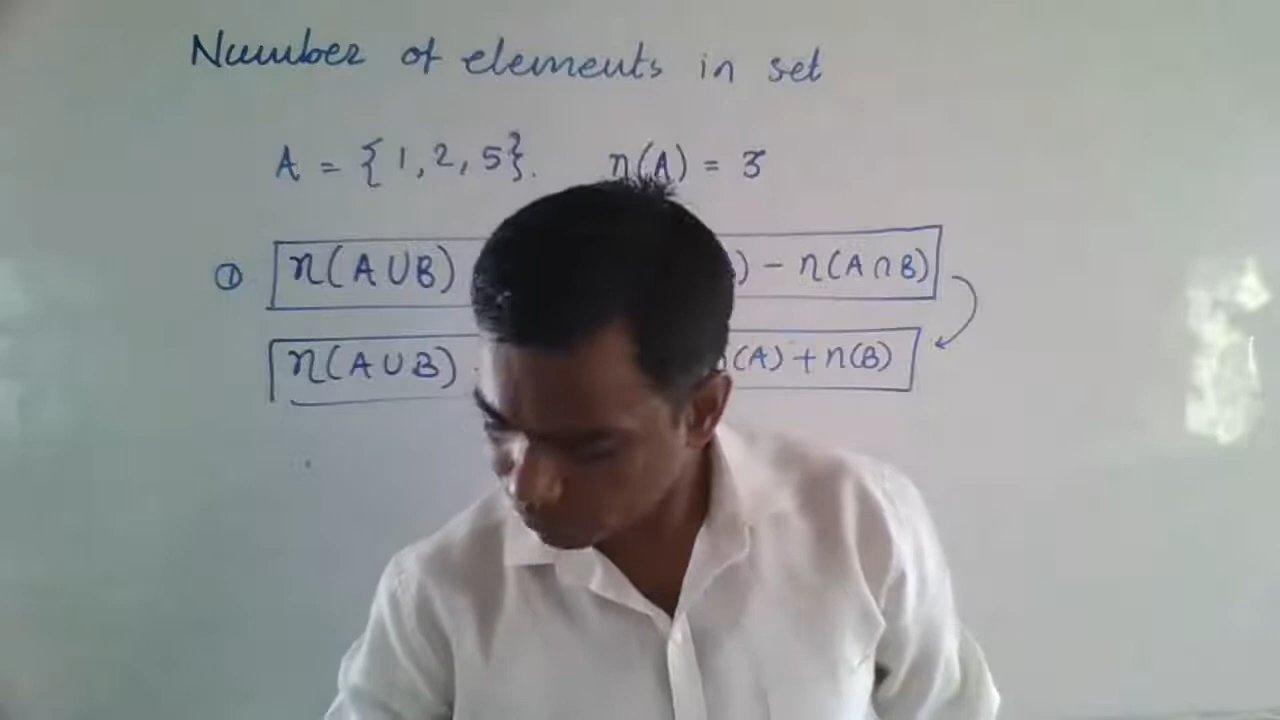 Number of elements in set
A = {1, 2, 5}. n(A) = 3
① n(A∪B) ) - n(A∩B)
n(A∪B) (A) + n(B)